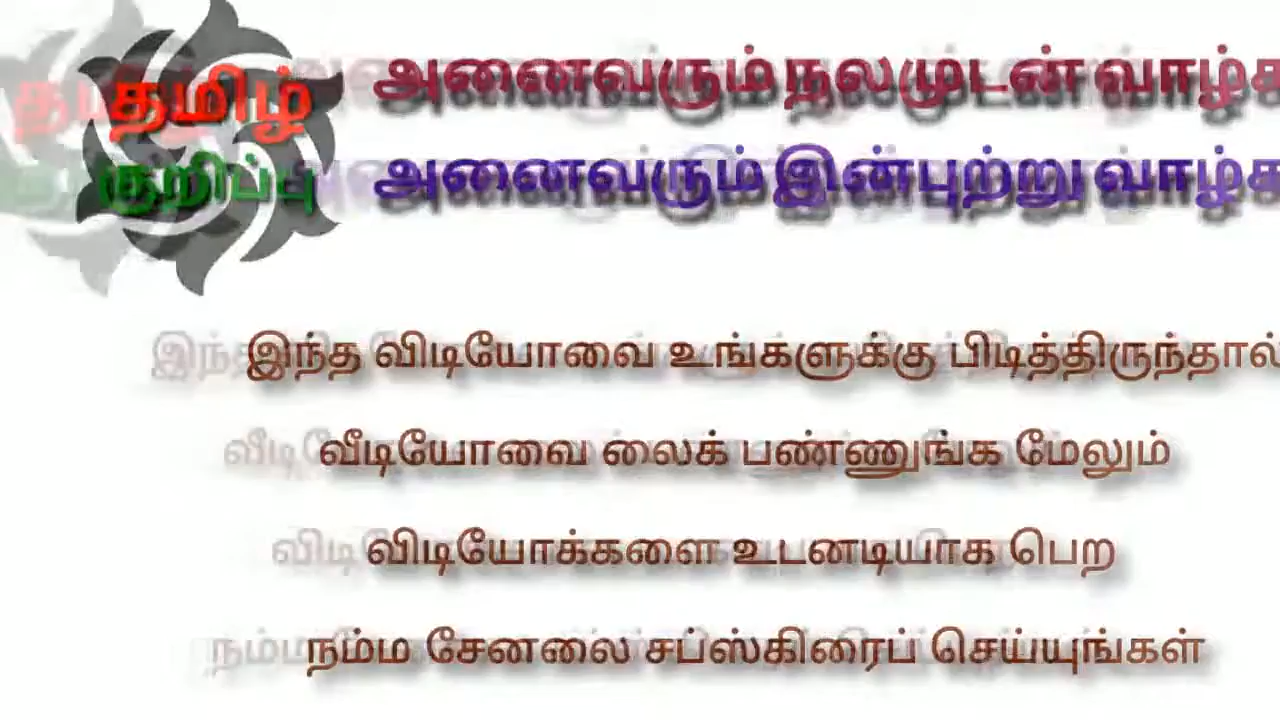 தமிழ்
குறிப்பு
அனைவரும் நலமுடன் வாழ்க
அனைவரும் இன்புற்று வாழ்க
இந்த விடியோவை உங்களுக்கு பிடித்திருந்தால்
வீடியோவை லைக் பண்ணுங்க மேலும்
விடியோக்களை உடனடியாக பெற
நம்ம சேனலை சப்ஸ்கிரைப் செய்யுங்கள்